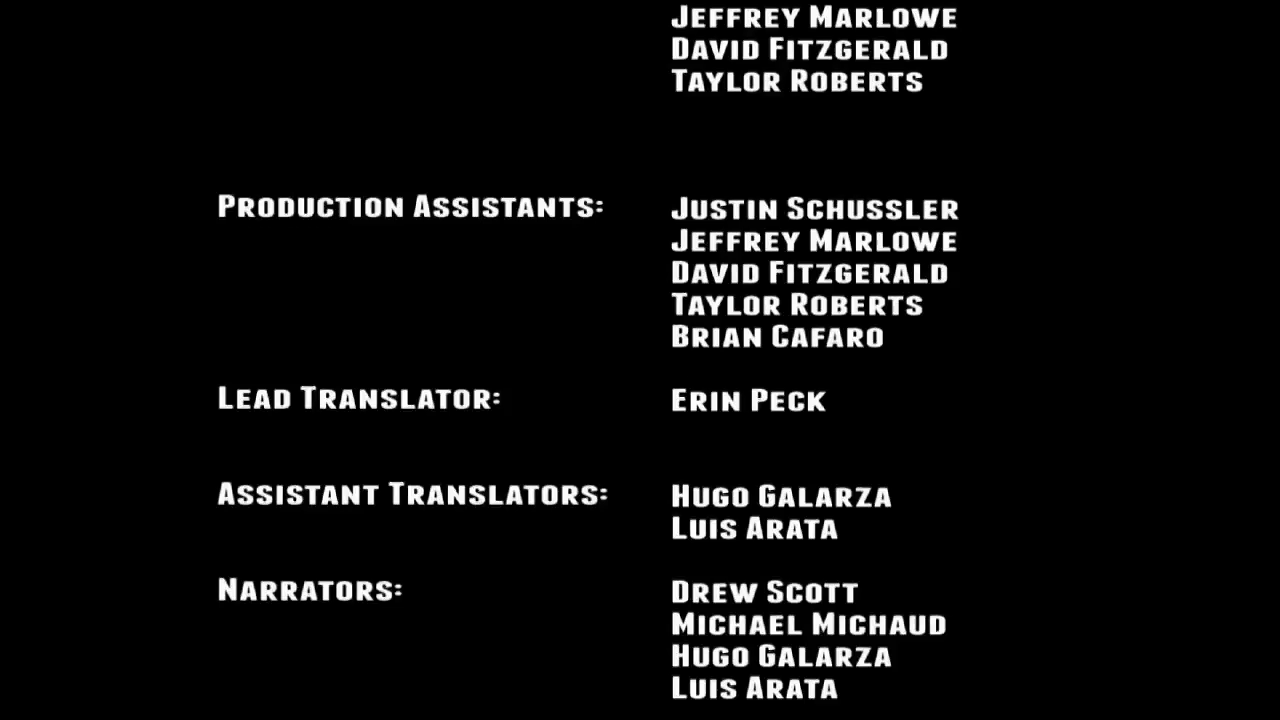 Jeffrey Marlowe
David Fitzgerald
Taylor Roberts
Production Assistants: Justin Schussler
Jeffrey Marlowe
David Fitzgerald
Taylor Roberts
Brian Cafaro
Lead Translator: Erin Peck
Assistant Translators: Hugo Galarza
Luis Arata
Narrators: Drew Scott
Michael Michaud
Hugo Galarza
Luis Arata